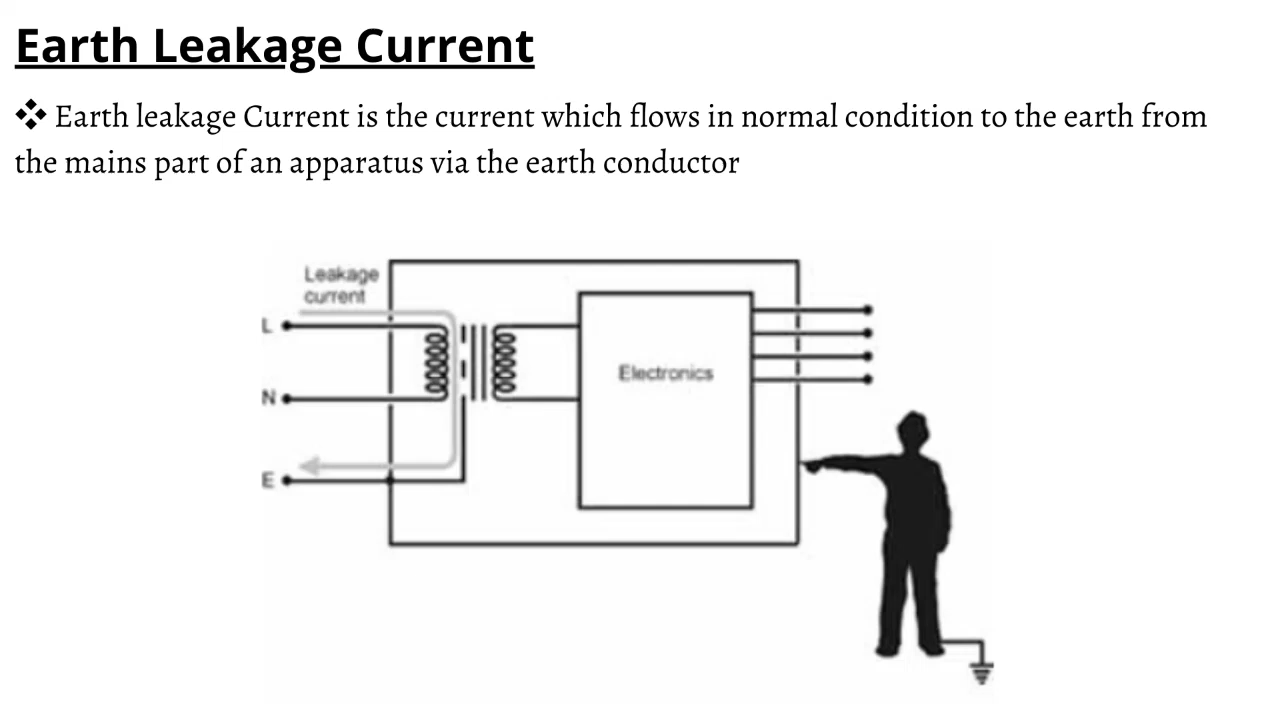 Earth Leakage Current
❖ Earth leakage Current is the current which flows in normal condition to the earth from
the mains part of an apparatus via the earth conductor
Leakage
current
L
N
Electronics
E